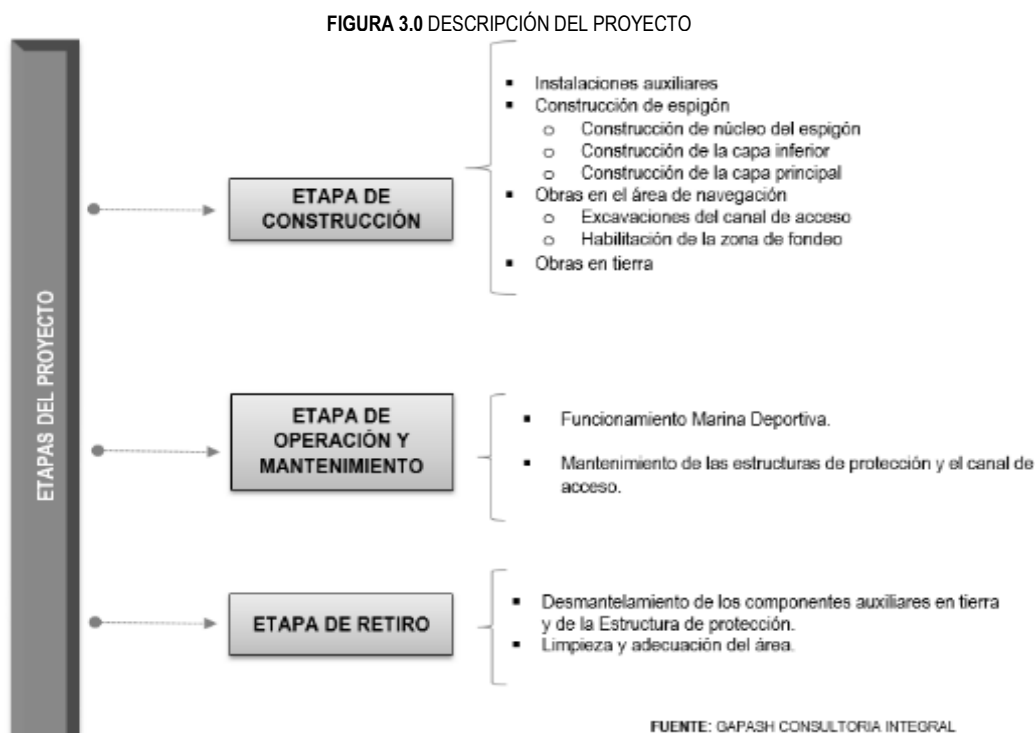 FIGURA 3.0 DESCRIPCIÓN DEL PROYECTO
ETAPAS DEL PROYECTO
ETAPA DE
CONSTRUCCIÓN
▪ Instalaciones auxiliares
▪ Construcción de espigón
o Construcción de núcleo del espigón
o Construcción de la capa inferior
o Construcción de la capa principal
▪ Obras en el área de navegación
o Excavaciones del canal de acceso
o Habilitación de la zona de fondeo
▪ Obras en tierra
ETAPA DE
OPERACIÓN Y
MANTENIMIENTO
▪ Funcionamiento Marina Deportiva.
▪ Mantenimiento de las estructuras de protección y el canal de
acceso.
ETAPA DE RETIRO
▪ Desmantelamiento de los componentes auxiliares en tierra
y de la Estructura de protección.
▪ Limpieza y adecuación del área.
FUENTE: GAPASH CONSULTORIA INTEGRAL